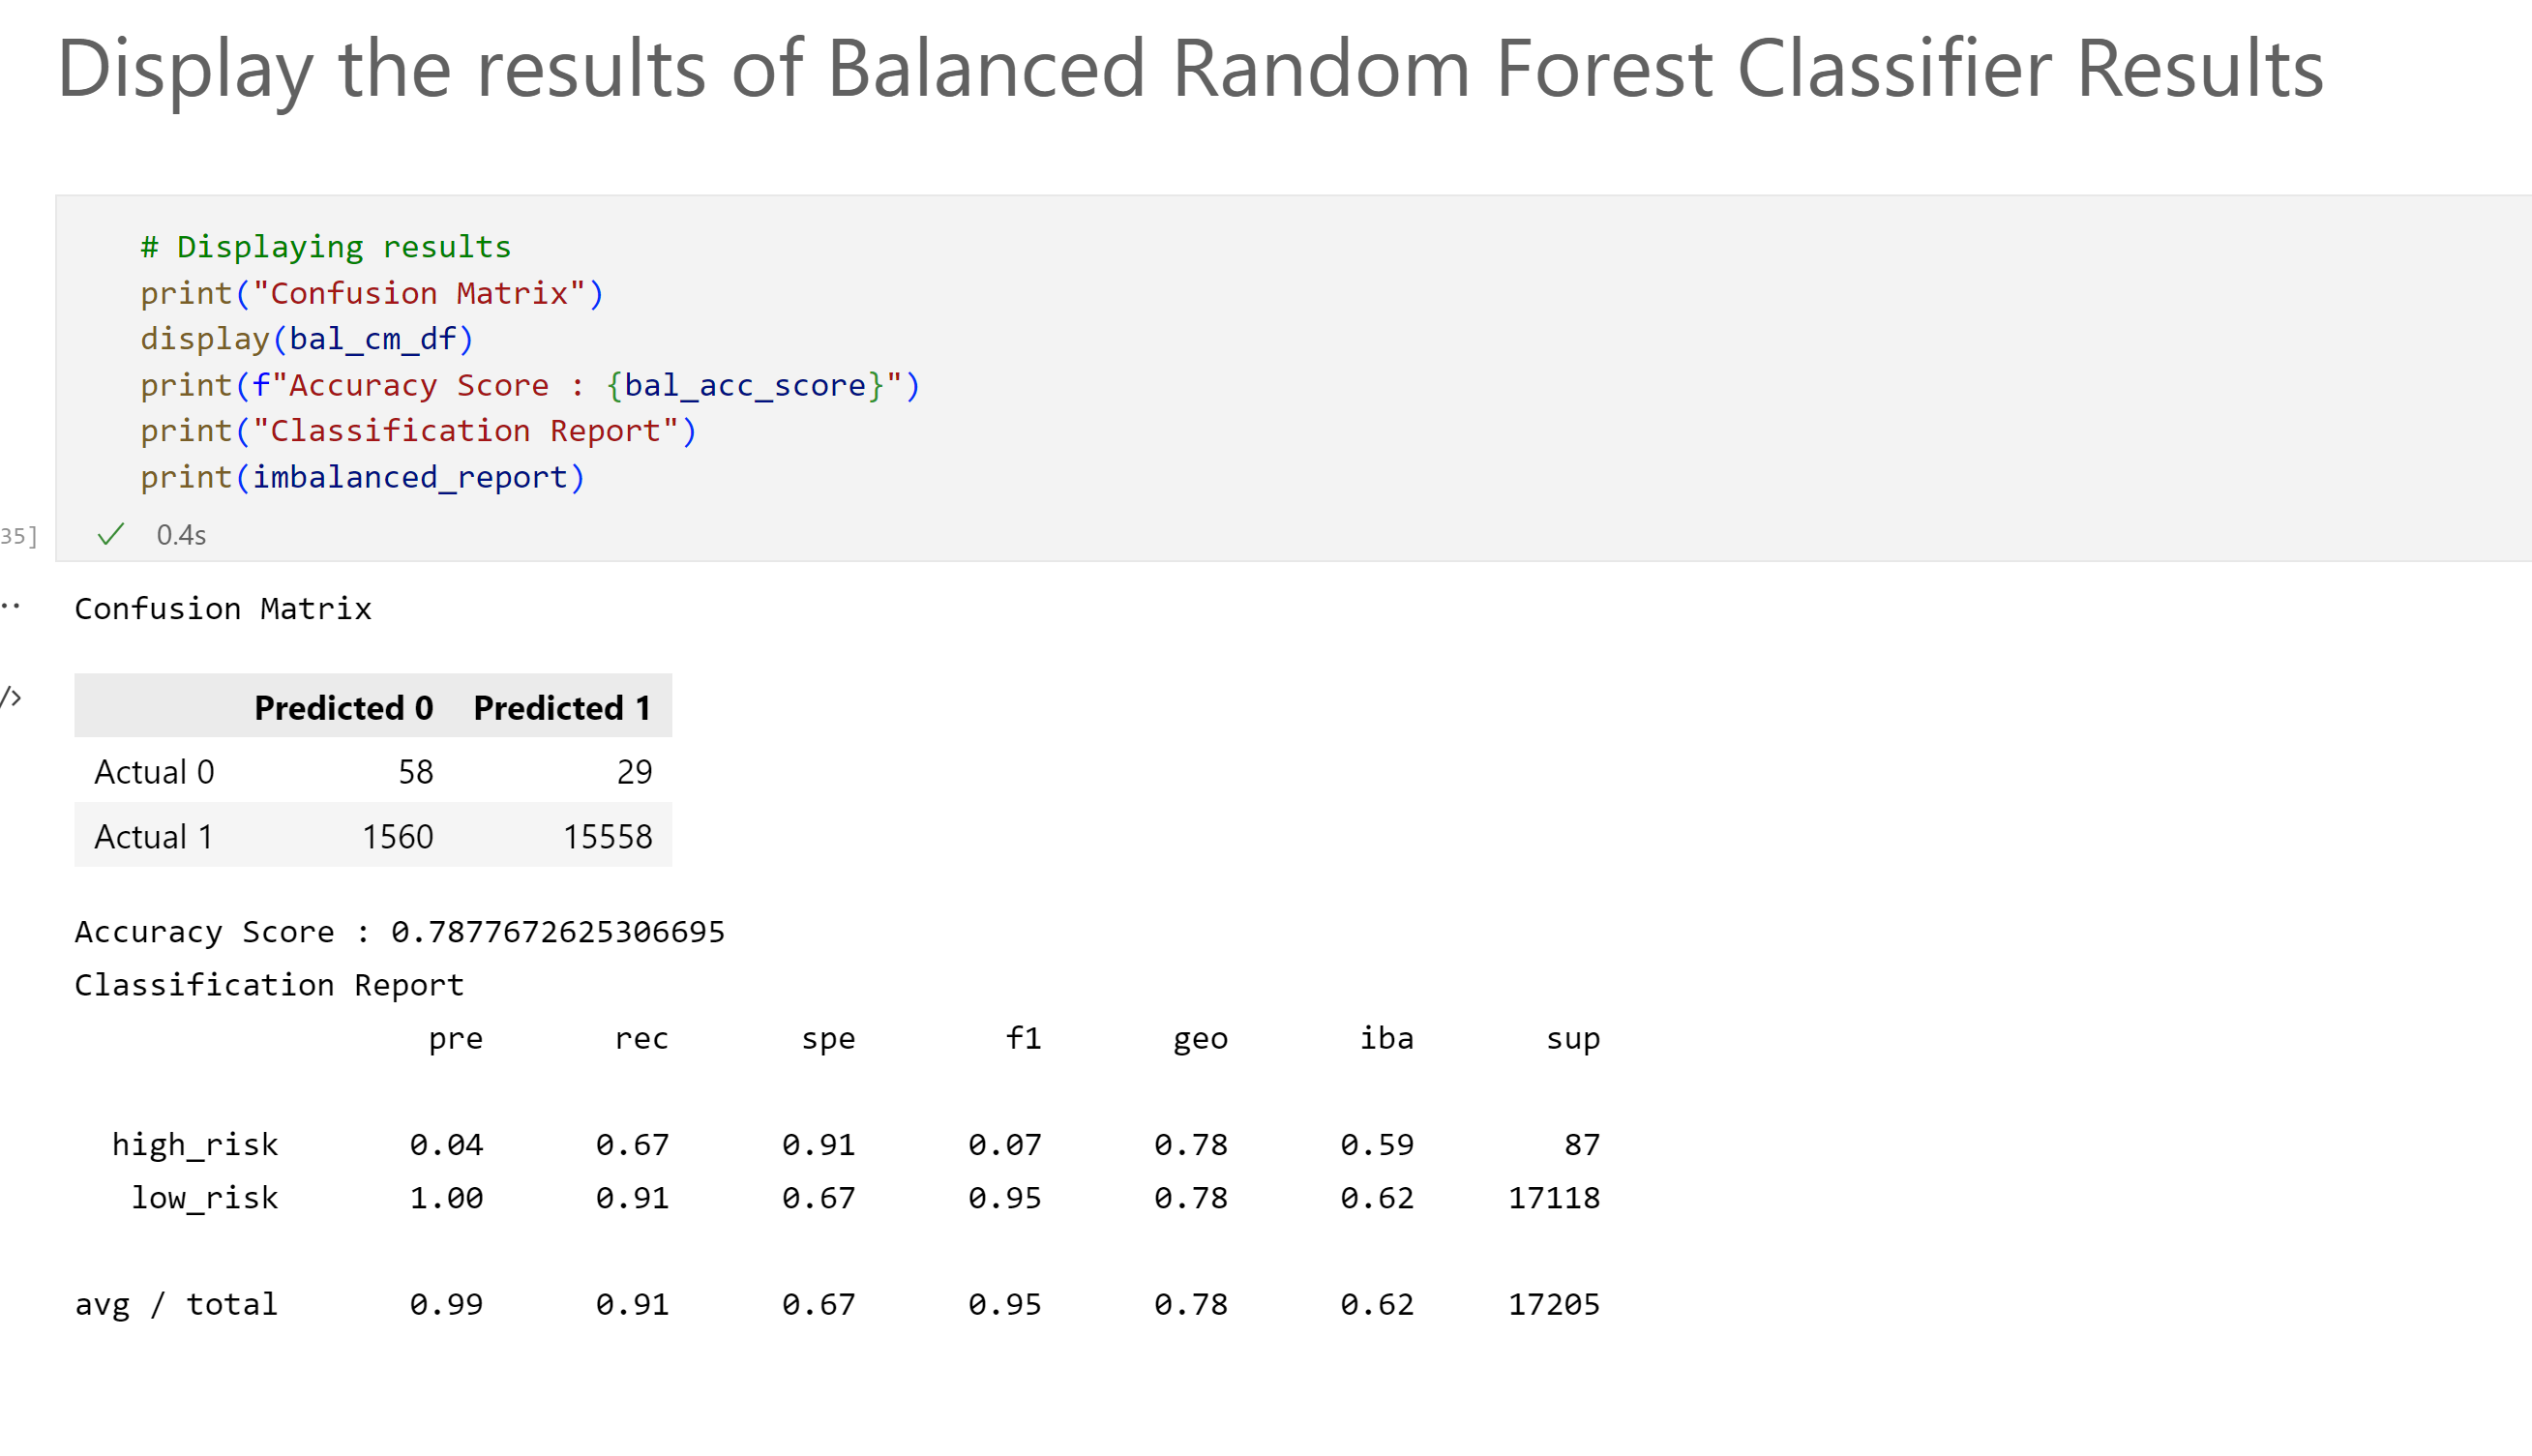 Display the results of Balanced Random Forest Classifier Results
# Displaying results
print("Confusion Matrix")
display(bal_cm_df)
print(f"Accuracy Score : {bal_acc_score}")
print("Classification Report")
print(imbalanced_report)
35] ✓ 0.4s
Confusion Matrix
Predicted 0 Predicted 1
Actual 0 58 29
Actual 1 1560 15558
Accuracy Score : 0.7877672625306695
Classification Report
pre rec spe f1 geo iba sup
high_risk 0.04 0.67 0.91 0.07 0.78 0.59 87
low_risk 1.00 0.91 0.67 0.95 0.78 0.62 17118
avg / total 0.99 0.91 0.67 0.95 0.78 0.62 17205